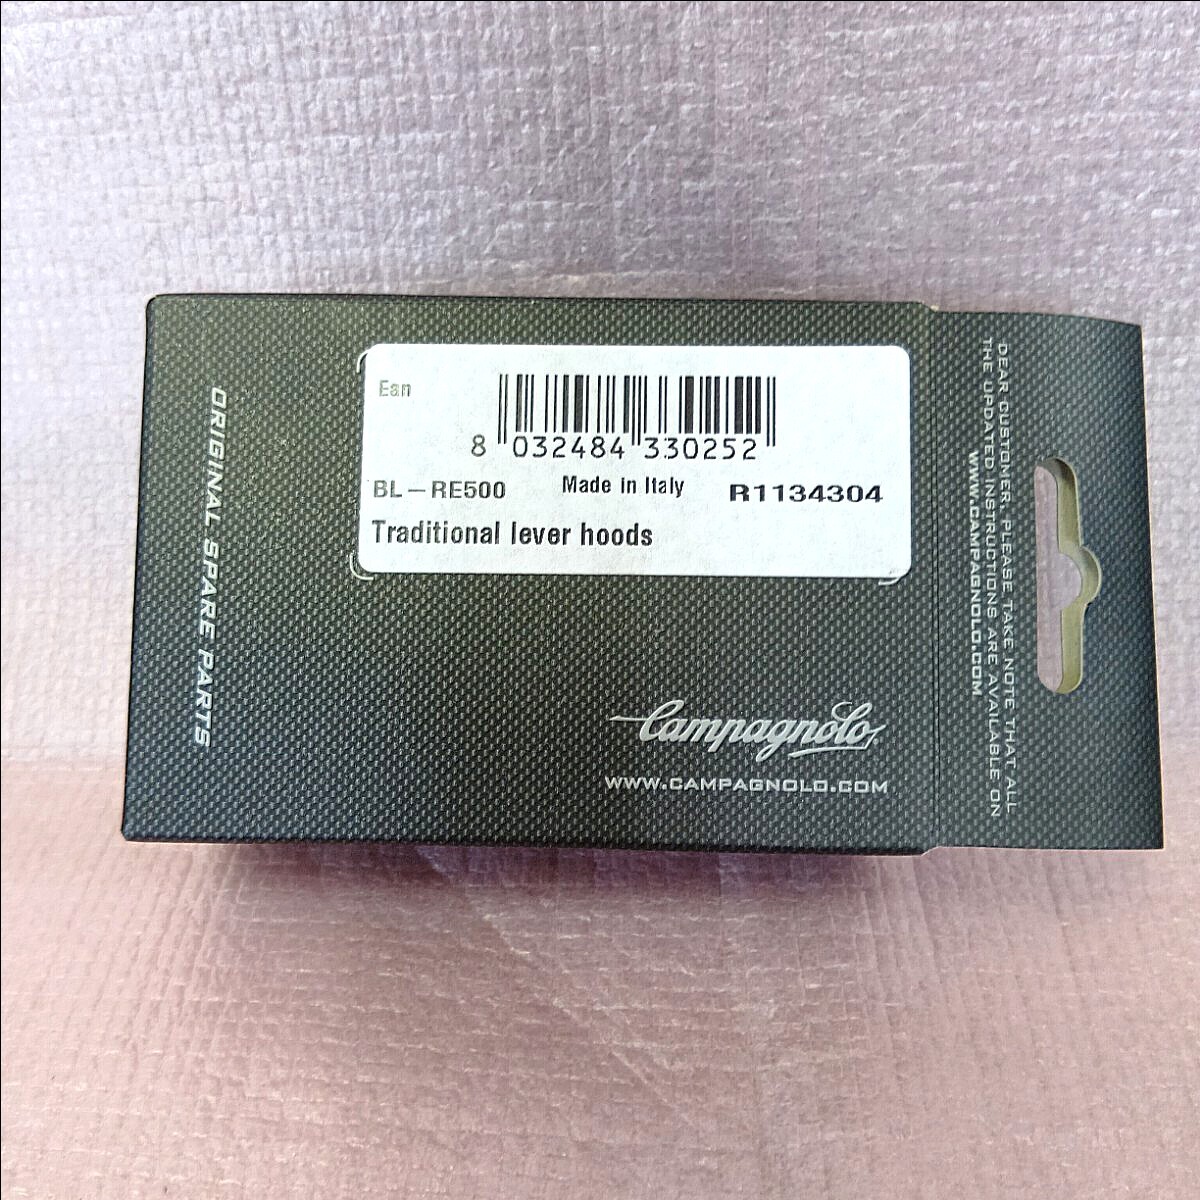 Ean
8 032484 330252
BL-RE500 Made in Italy R1134304
Traditional lever hoods
ORIGINAL SPARE PARTS
Campagnolo
WWW.CAMPAGNOLO.COM
DEAR CUSTOMER, PLEASE TAKE NOTE THAT ALL
THE UPDATED INSTRUCTIONS ARE AVAILABLE ON
WWW.CAMPAGNOLO.COM